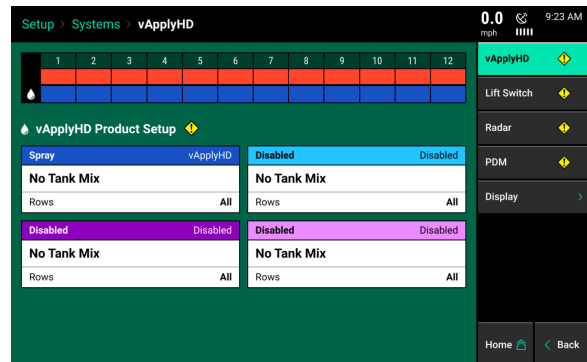 Setup > Systems > vApplyHD
0.0 mph
9:23 AM
1 2 3 4 5 6 7 8 9 10 11 12
vApplyHD Product Setup
Spray vApplyHD
No Tank Mix
Rows All
Disabled Disabled
No Tank Mix
Rows All
Disabled Disabled
No Tank Mix
Rows All
Disabled Disabled
No Tank Mix
Rows All
vApplyHD
Lift Switch
Radar
PDM
Display >
Home
< Back